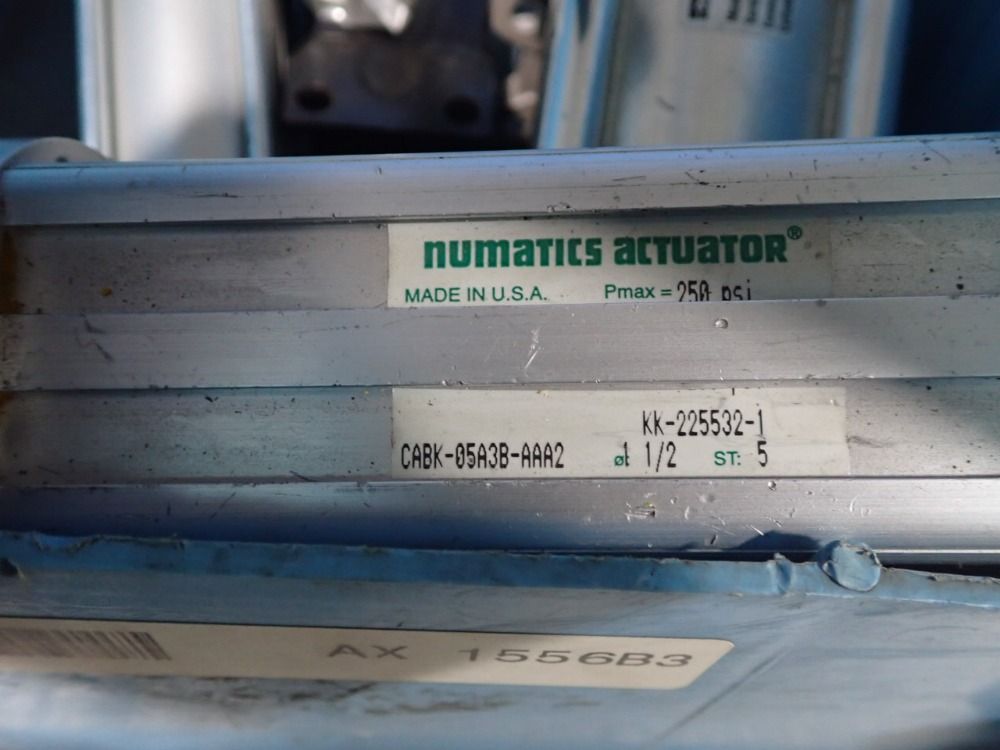 numatics actuator®
MADE IN U.S.A. Pmax = 250 psi
KK-225532-1
CABK-05A3B-AAA2 ø1 1/2 ST: 5
AX 1556B3